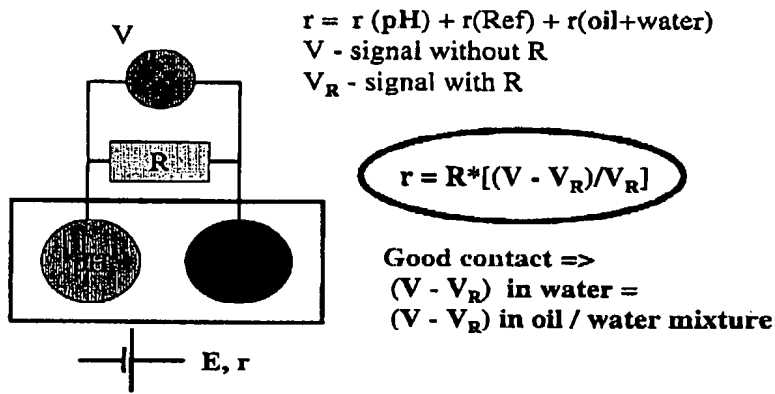 V
r = r (pH) + r(Ref) + r(oil+water)
V - signal without R
V_R - signal with R
R
r = R*[(V - V_R)/V_R]
Good contact =>
(V - V_R) in water =
(V - V_R) in oil / water mixture
E, r